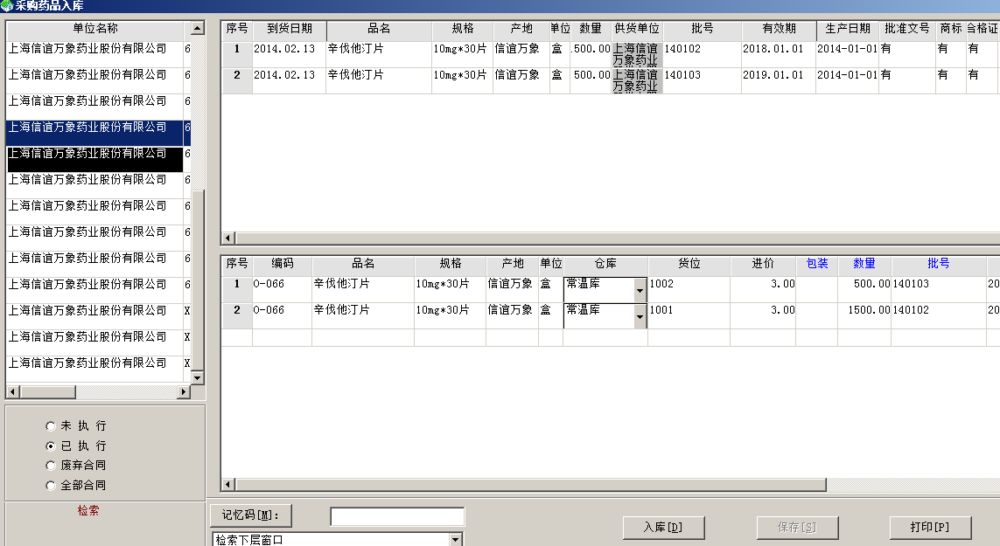 采购药品入库
单位名称
上海信谊万象药业股份有限公司 6
上海信谊万象药业股份有限公司 6
上海信谊万象药业股份有限公司 6
上海信谊万象药业股份有限公司 6
上海信谊万象药业股份有限公司 6
上海信谊万象药业股份有限公司 6
上海信谊万象药业股份有限公司 6
上海信谊万象药业股份有限公司 6
上海信谊万象药业股份有限公司 6
上海信谊万象药业股份有限公司 6
上海信谊万象药业股份有限公司 X
上海信谊万象药业股份有限公司 X
上海信谊万象药业股份有限公司 X
未 执 行
已 执 行
废弃合同
全部合同
检索
序号 到货日期 品名 规格 产地 单位 数量 供货单位 批号 有效期 生产日期 批准文号 商标 合格证
1 2014.02.13 辛伐他汀片 10mg*30片 信谊万象 盒 .500.00 上海信谊万象药业 140102 2018.01.01 2014-01-01 有 有 有
2 2014.02.13 辛伐他汀片 10mg*30片 信谊万象 盒 500.00 上海信谊万象药业 140103 2019.01.01 2014-01-01 有 有 有
序号 编码 品名 规格 产地 单位 仓库 货位 进价 包装 数量 批号
1 O-066 辛伐他汀片 10mg*30片 信谊万象 盒 常温库 1002 3.00 500.00 140103 20
2 O-066 辛伐他汀片 10mg*30片 信谊万象 盒 常温库 1001 3.00 1500.00 140102 20
记忆码[M]:
检索下层窗口
入库[D]
保存[S]
打印[P]